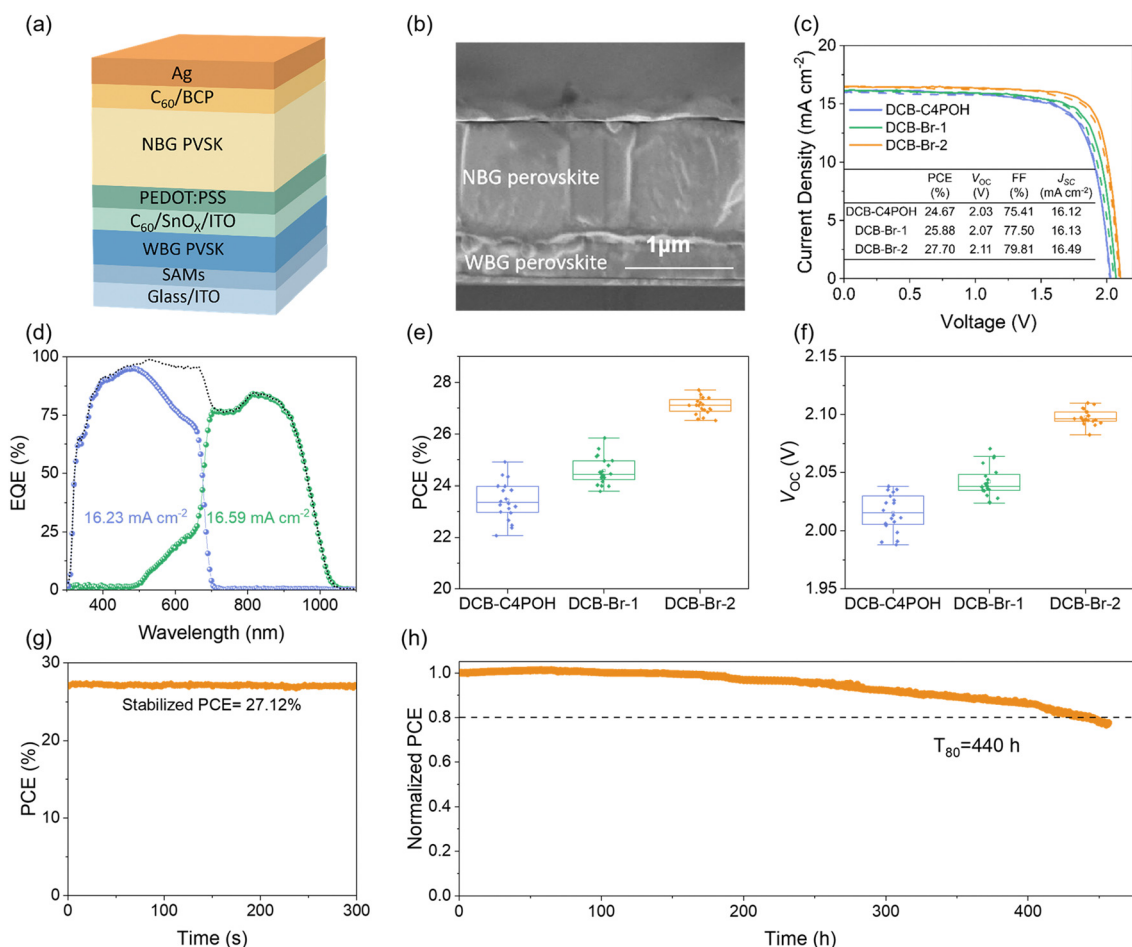 (a)
Ag
C₆₀/BCP
NBG PVSK
PEDOT:PSS
C₆₀/SnOₓ/ITO
WBG PVSK
SAMs
Glass/ITO
(b)
NBG perovskite
1μm
WBG perovskite
(c)
20
15
10
5
0
Current Density (mA cm⁻²)
DCB-C4POH
DCB-Br-1
DCB-Br-2
PCE V_OC FF J_SC
(%) (V) (%) (mA cm⁻²)
DCB-C4POH 24.67 2.03 75.41 16.12
DCB-Br-1 25.88 2.07 77.50 16.13
DCB-Br-2 27.70 2.11 79.81 16.49
0.0 0.5 1.0 1.5 2.0
Voltage (V)
(d)
100
75
50
25
0
EQE (%)
16.23 mA cm⁻² 16.59 mA cm⁻²
400 600 800 1000
Wavelength (nm)
(e)
28
26
24
22
20
PCE (%)
DCB-C4POH DCB-Br-1 DCB-Br-2
(f)
2.15
2.10
2.05
2.00
1.95
V_OC (V)
DCB-C4POH DCB-Br-1 DCB-Br-2
(g)
30
20
10
0
PCE (%)
Stabilized PCE= 27.12%
0 100 200 300
Time (s)
(h)
1.0
0.8
0.6
0.4
0.2
0.0
Normalized PCE
T₈₀=440 h
0 100 200 300 400
Time (h)